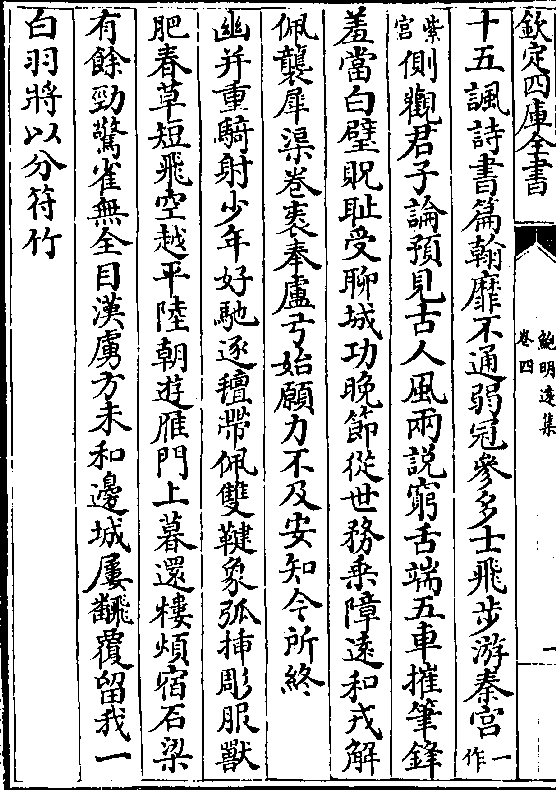 欽定四庫全書
鮑明遠集
卷四
一
十五諷詩書篇翰靡不通弱冠參多士飛步游秦宮一作
紫宮側觀君子論預見古人風兩說窮舌端五車摧筆鋒
羞當白璧貺耻受聊城功晚節從世務乗障遠和戎解
佩襲犀渠卷袠奉盧弓始願力不及安知今所終
幽并重騎射少年好馳逐氊帶佩雙鞬象弧揷彫服獸
肥春草短飛空越平陸朝遊雁門上暮還樓煩宿石梁
有餘勁驚雀無全目漢虜方未和邊城屢飜覆留我一
白羽將以分符竹